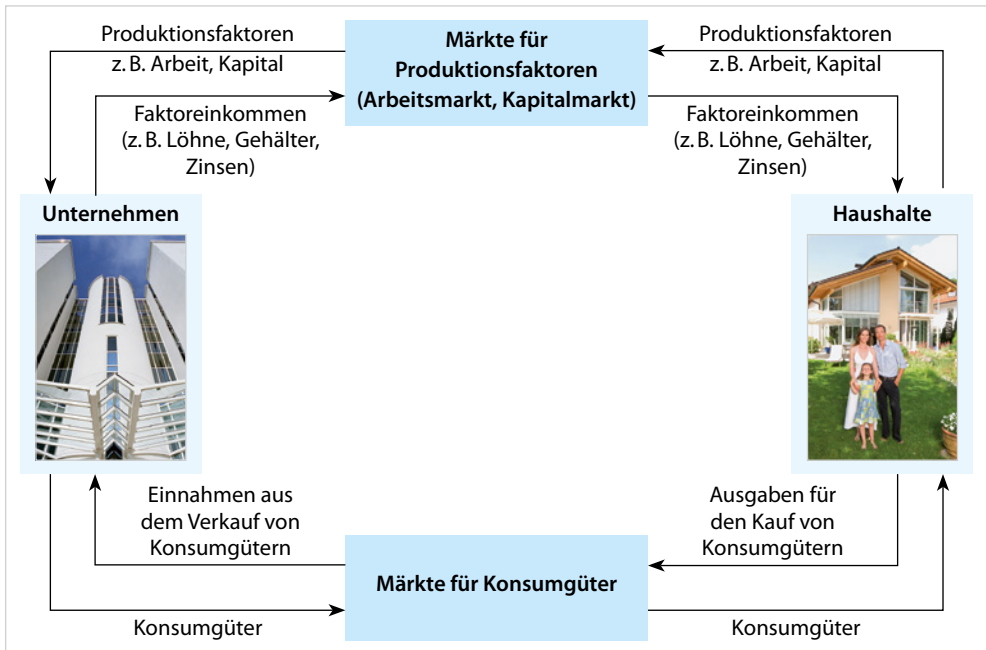 Produktionsfaktoren
z. B. Arbeit, Kapital
Märkte für
Produktionsfaktoren
(Arbeitsmarkt, Kapitalmarkt)
Produktionsfaktoren
z. B. Arbeit, Kapital
Faktoreinkommen
(z. B. Löhne, Gehälter,
Zinsen)
Faktoreinkommen
(z. B. Löhne, Gehälter,
Zinsen)
Unternehmen
Haushalte
Einnahmen aus
dem Verkauf von
Konsumgütern
Ausgaben für
den Kauf von
Konsumgütern
Märkte für Konsumgüter
Konsumgüter
Konsumgüter